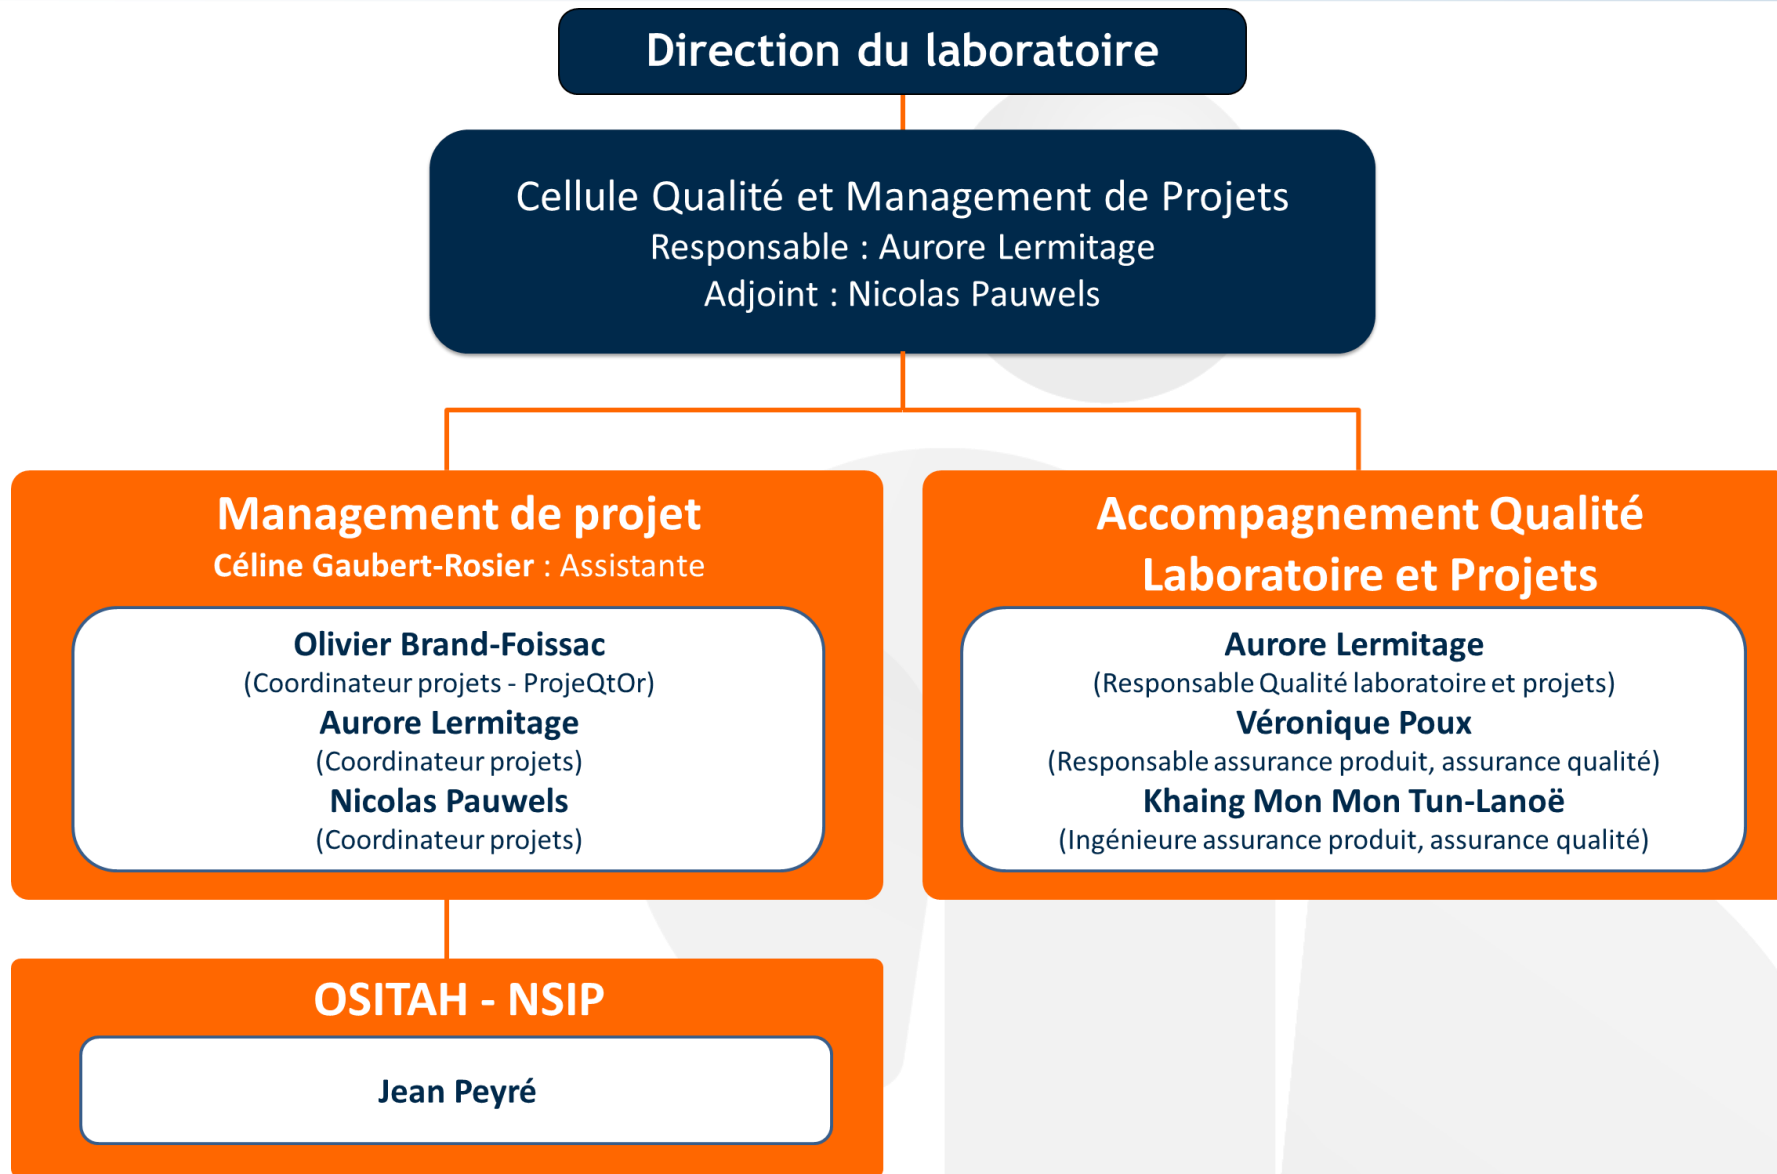 Direction du laboratoire
Cellule Qualité et Management de Projets
Responsable : Aurore Lermitage
Adjoint : Nicolas Pauwels
Management de projet
Céline Gaubert-Rosier : Assistante
Olivier Brand-Foissac
(Coordinateur projets - ProjeQtOr)
Aurore Lermitage
(Coordinateur projets)
Nicolas Pauwels
(Coordinateur projets)
Accompagnement Qualité
Laboratoire et Projets
Aurore Lermitage
(Responsable Qualité laboratoire et projets)
Véronique Poux
(Responsable assurance produit, assurance qualité)
Khaing Mon Mon Tun-Lanoë
(Ingénieure assurance produit, assurance qualité)
OSITAH - NSIP
Jean Peyré